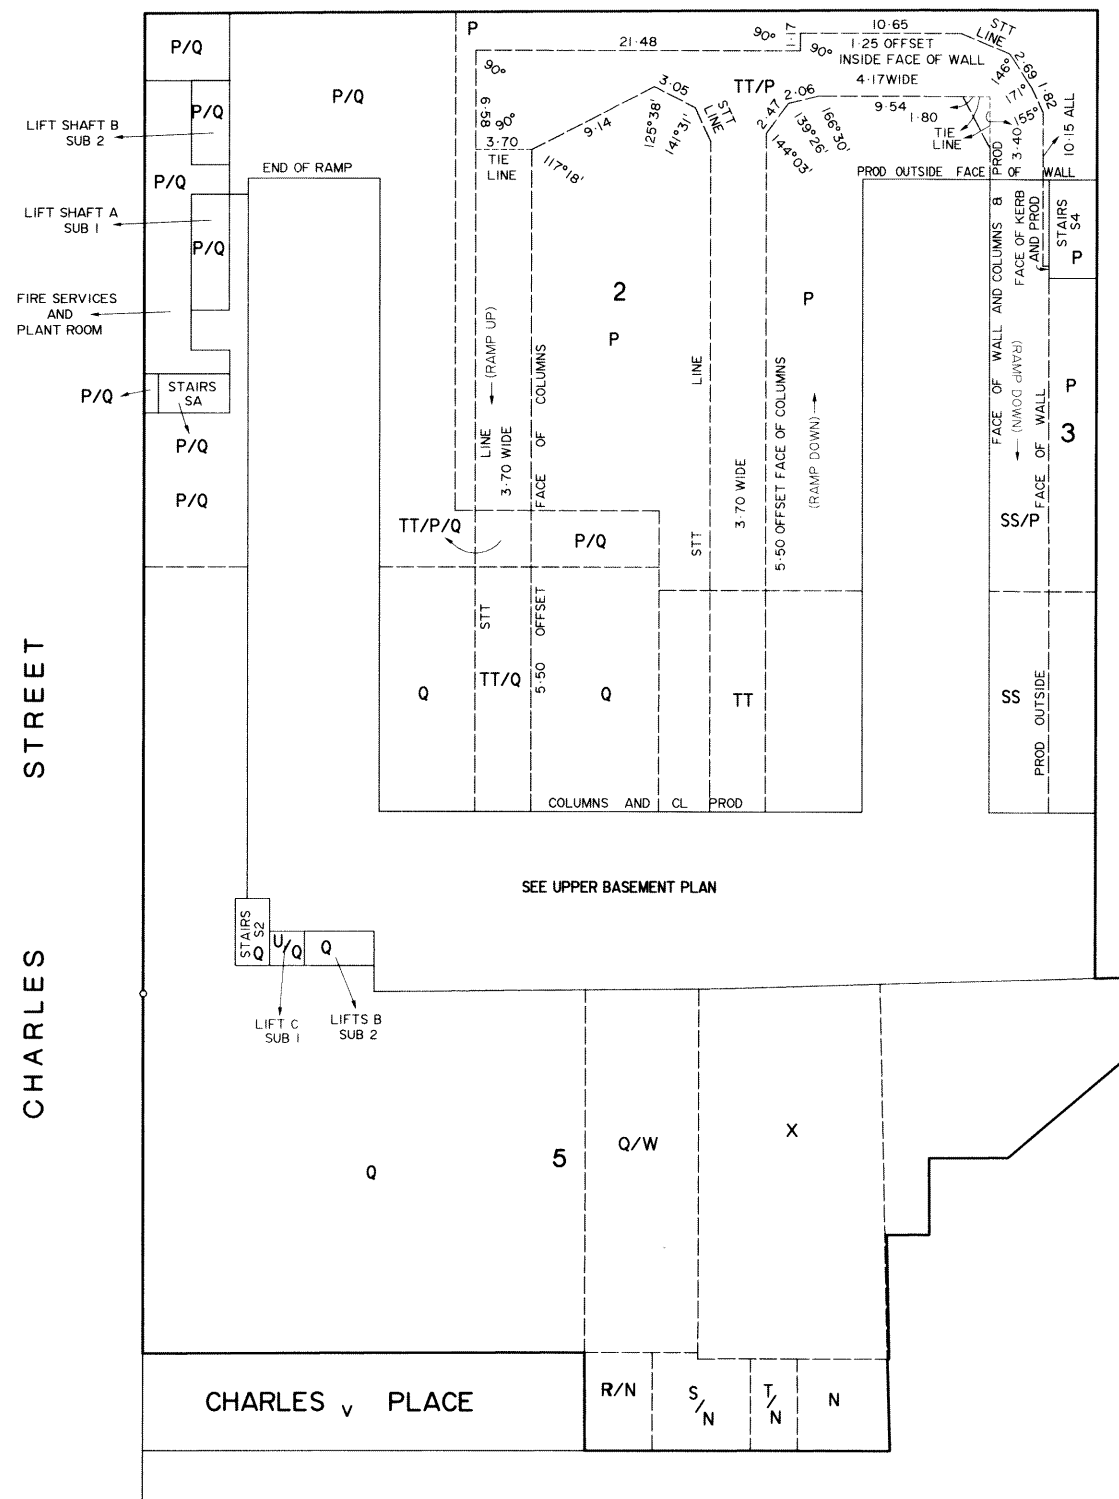 P
90°
1·17
10·65
STT
LINE
P/Q
21·48
90°
1·25 OFFSET
INSIDE FACE OF WALL
2·69
146°
90°
4·17 WIDE
1·82
171°
P/Q
3·05
TT/P
2·06
9·54
155°
10·15 ALL
LIFT SHAFT B
SUB 2
P/Q
9·58
90°
9·14
125°38'
141°31"
STT
LINE
2·47
166°30'
139°26'
144°03'
1·80
TIE
LINE
3·40
3·70
TIE
LINE
117°18'
END OF RAMP
PROD OUTSIDE FACE OF WALL
P/Q
LIFT SHAFT A
SUB 1
P/Q
FACE OF WALL AND COLUMNS & PROD
FACE OF KERB
AND PROD
STAIRS
S4
P
FIRE SERVICES
AND
PLANT ROOM
2
P
P
(RAMP UP)
LINE
(RAMP DOWN)
P
3
P/Q
STAIRS
SA
P/Q
P/Q
STT LINE
3·70 WIDE
FACE OF COLUMNS
5·50 OFFSET
STT
3·70 WIDE
5·50 OFFSET FACE OF COLUMNS
(RAMP DOWN)
PROD OUTSIDE FACE OF WALL
TT/P/Q
P/Q
SS/P
Q
TT/Q
Q
TT
SS
COLUMNS AND CL PROD
SEE UPPER BASEMENT PLAN
CHARLES STREET
STAIRS
S2
Q
U/Q
Q
LIFT C
SUB 1
LIFTS B
SUB 2
Q
5
Q/W
X
CHARLES V PLACE
R/N
S/N
T/N
N